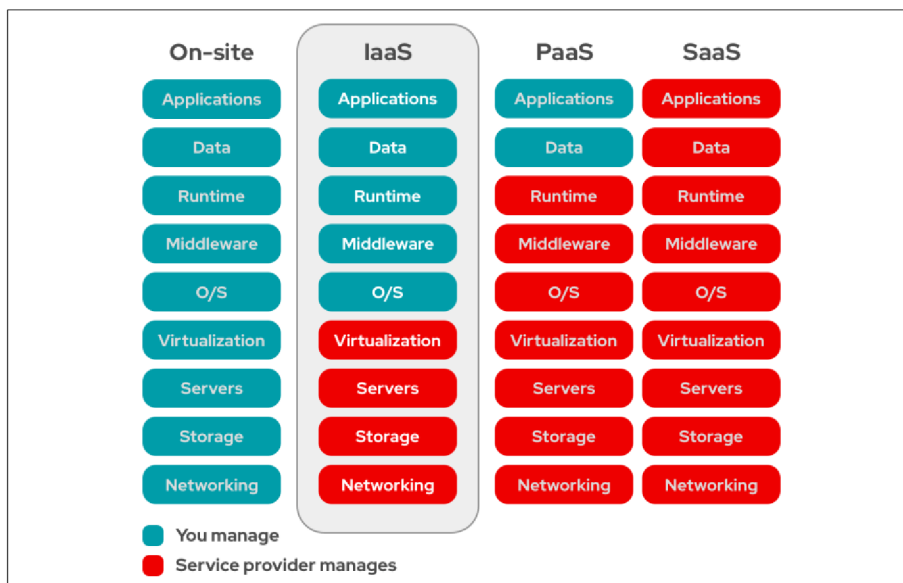 On-site IaaS PaaS SaaS
Applications Applications Applications Applications
Data Data Data Data
Runtime Runtime Runtime Runtime
Middleware Middleware Middleware Middleware
O/S O/S O/S O/S
Virtualization Virtualization Virtualization Virtualization
Servers Servers Servers Servers
Storage Storage Storage Storage
Networking Networking Networking Networking
You manage
Service provider manages